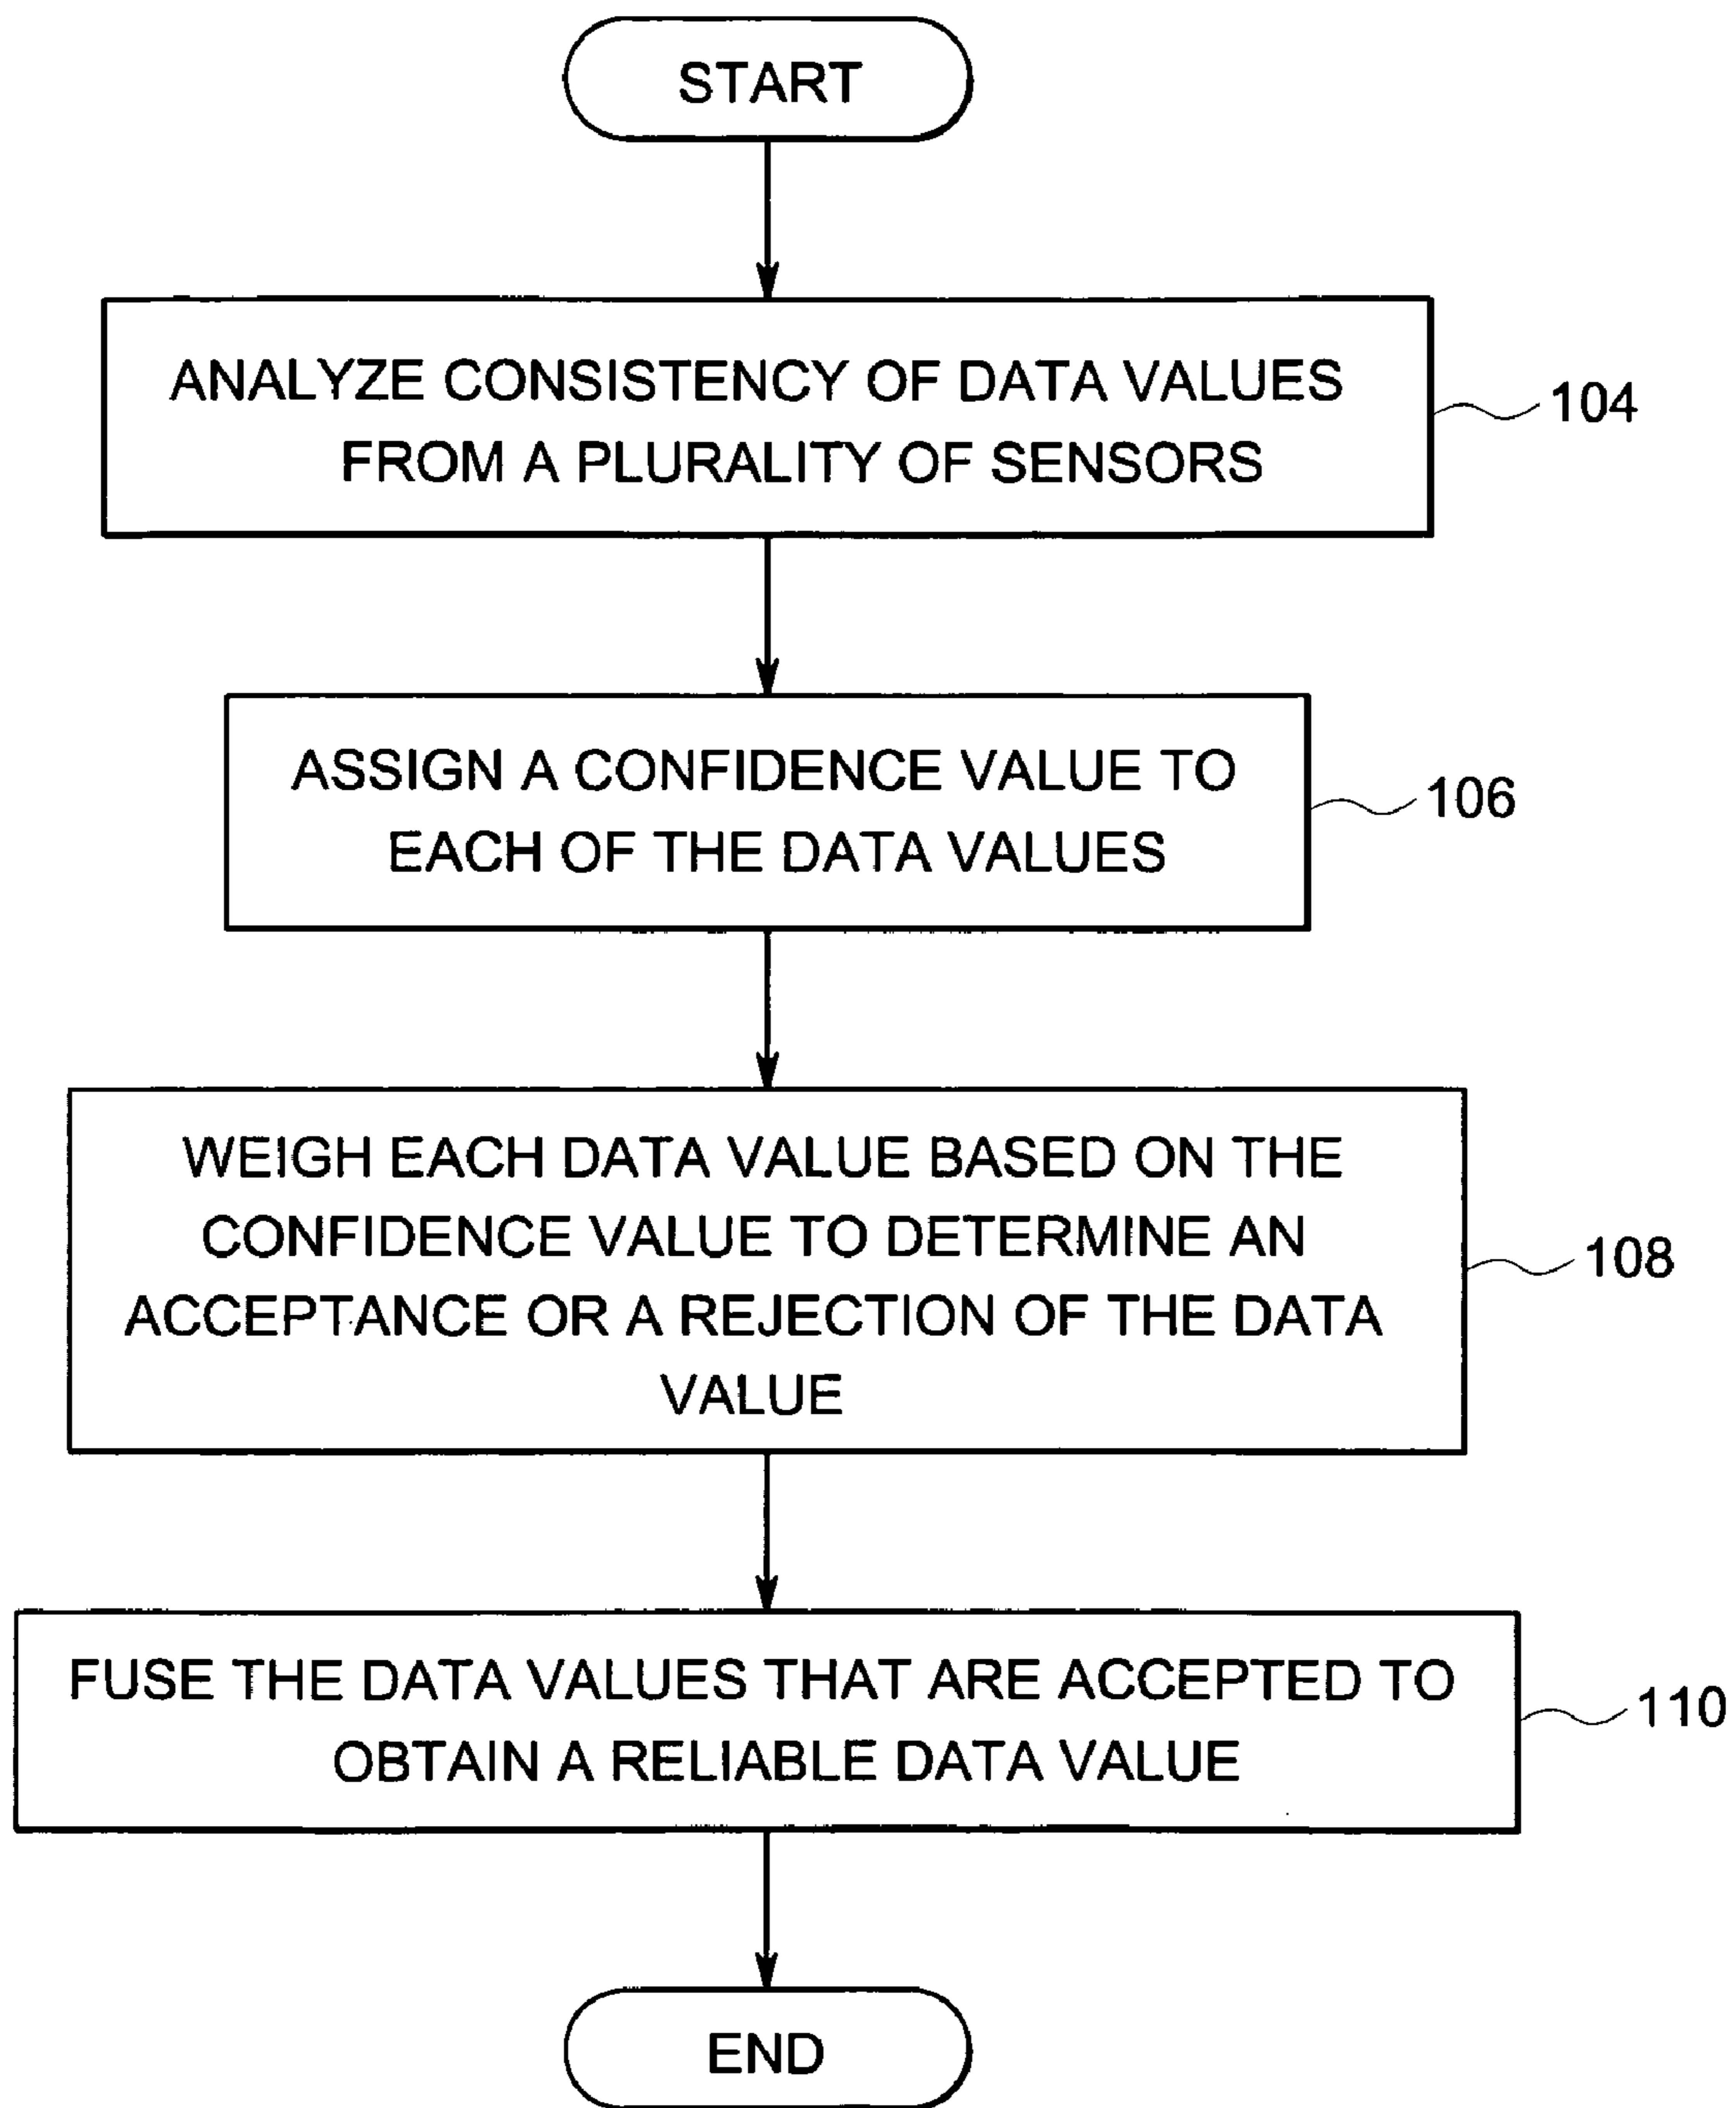 START
ANALYZE CONSISTENCY OF DATA VALUES
FROM A PLURALITY OF SENSORS
104
ASSIGN A CONFIDENCE VALUE TO
EACH OF THE DATA VALUES
106
WEIGH EACH DATA VALUE BASED ON THE
CONFIDENCE VALUE TO DETERMINE AN
ACCEPTANCE OR A REJECTION OF THE DATA
VALUE
108
FUSE THE DATA VALUES THAT ARE ACCEPTED TO
OBTAIN A RELIABLE DATA VALUE
110
END